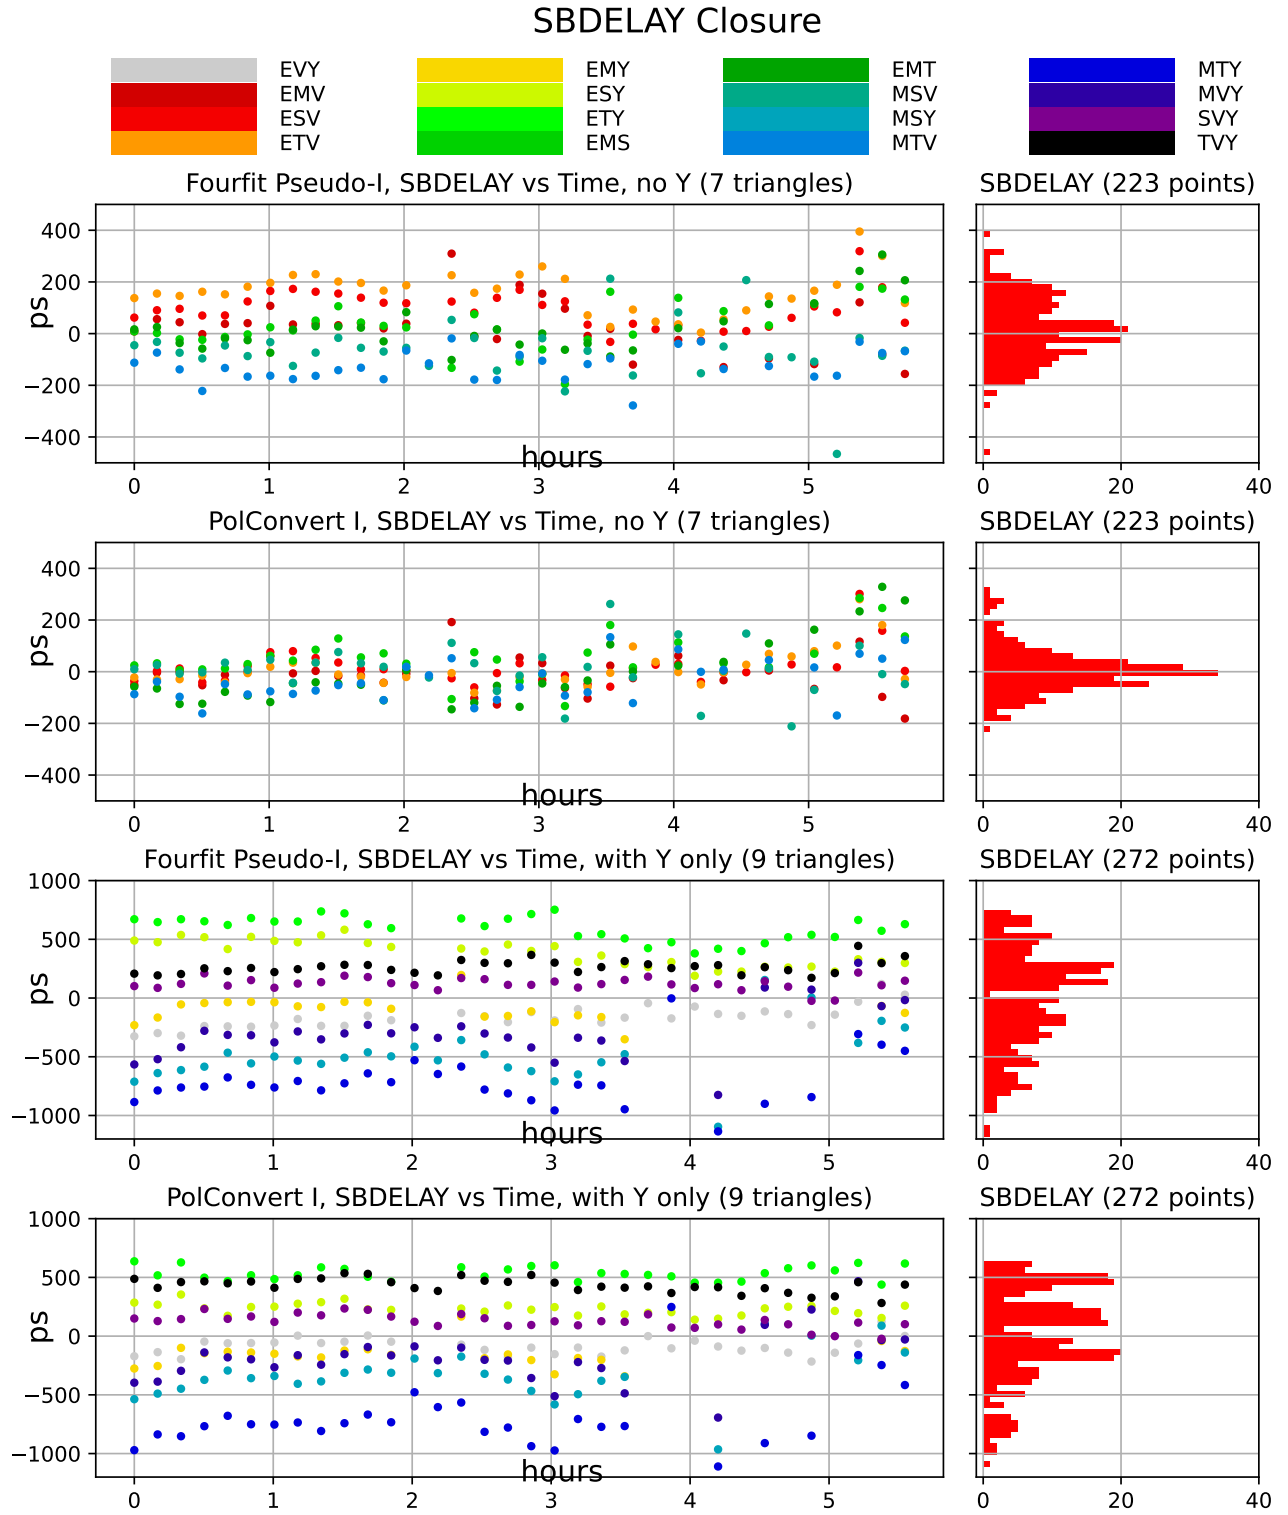 SBDELAY Closure
EVY EMY EMT MTY
EMV ESY MSV MVY
ESV ETY MSY SVY
ETV EMS MTV TVY
Fourfit Pseudo-I, SBDELAY vs Time, no Y (7 triangles) SBDELAY (223 points)
400
200
0
−200
−400
ps
hours
0 1 2 3 4 5 0 20 40
PolConvert I, SBDELAY vs Time, no Y (7 triangles) SBDELAY (223 points)
400
200
0
−200
−400
ps
hours
0 1 2 3 4 5 0 20 40
Fourfit Pseudo-I, SBDELAY vs Time, with Y only (9 triangles) SBDELAY (272 points)
1000
500
0
−500
−1000
ps
hours
0 1 2 3 4 5 0 20 40
PolConvert I, SBDELAY vs Time, with Y only (9 triangles) SBDELAY (272 points)
1000
500
0
−500
−1000
ps
hours
0 1 2 3 4 5 0 20 40